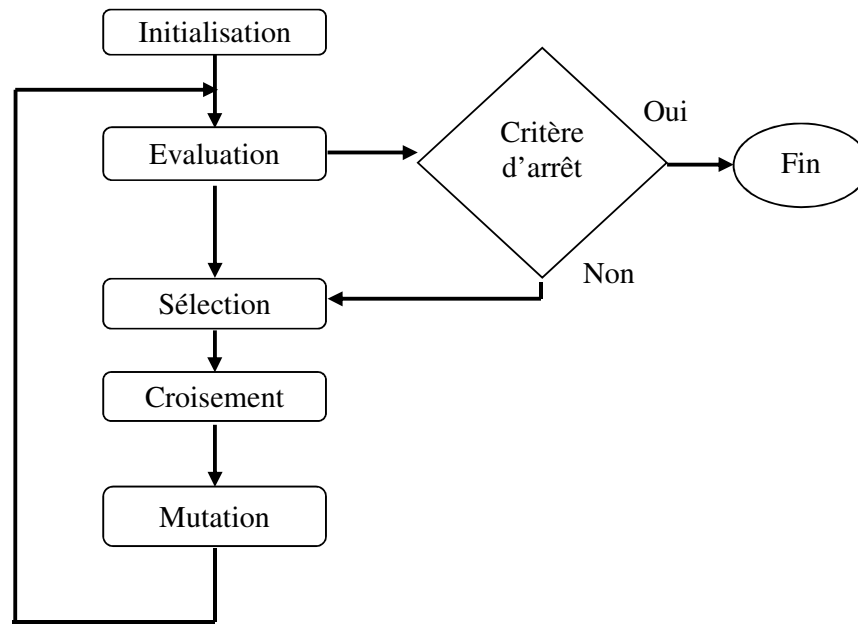 Initialisation
Oui
Critère
d'arrêt
Evaluation
Fin
Non
Sélection
Croisement
Mutation